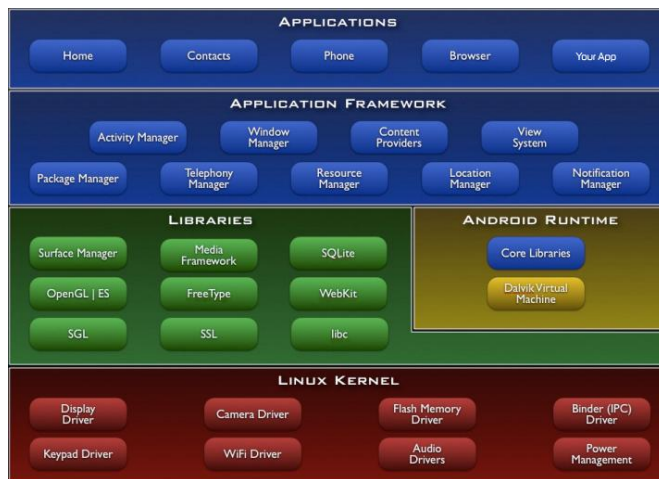 APPLICATIONS
Home
Contacts
Phone
Browser
Your App
APPLICATION FRAMEWORK
Activity Manager
Window
Manager
Content
Providers
View
System
Package Manager
Telephony
Manager
Resource
Manager
Location
Manager
Notification
Manager
LIBRARIES
Surface Manager
Media
Framework
SQLite
OpenGL | ES
FreeType
WebKit
SGL
SSL
libc
ANDROID RUNTIME
Core Libraries
Dalvik Virtual
Machine
LINUX KERNEL
Display
Driver
Camera Driver
Flash Memory
Driver
Binder (IPC)
Driver
Keypad Driver
WiFi Driver
Audio
Drivers
Power
Management